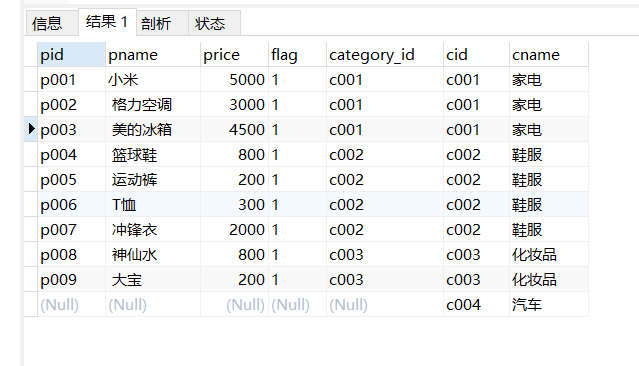 信息 结果 1 剖析 状态
pid pname price flag category_id cid cname
p001 小米 5000 1 c001 c001 家电
p002 格力空调 3000 1 c001 c001 家电
p003 美的冰箱 4500 1 c001 c001 家电
p004 篮球鞋 800 1 c002 c002 鞋服
p005 运动裤 200 1 c002 c002 鞋服
p006 T恤 300 1 c002 c002 鞋服
p007 冲锋衣 2000 1 c002 c002 鞋服
p008 神仙水 800 1 c003 c003 化妆品
p009 大宝 200 1 c003 c003 化妆品
(Null) (Null) (Null) (Null) (Null) c004 汽车